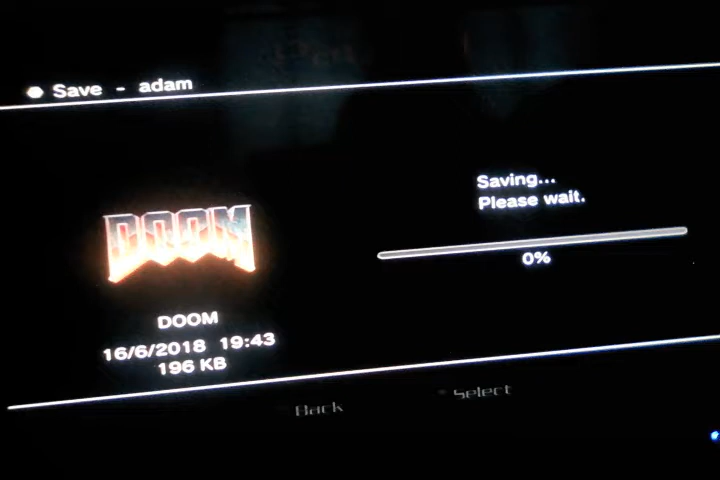 Save - adam
Saving...
Please wait.
0%
DOOM
DOOM
16/6/2018 19:43
196 KB
Back
Select